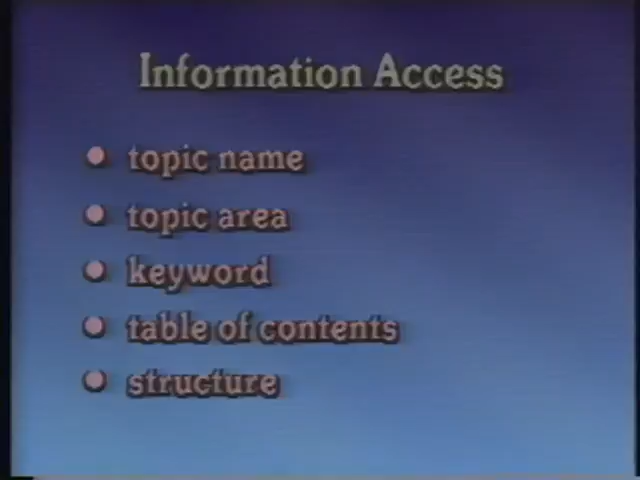 Information Access
topic name
topic area
keyword
table of contents
structure